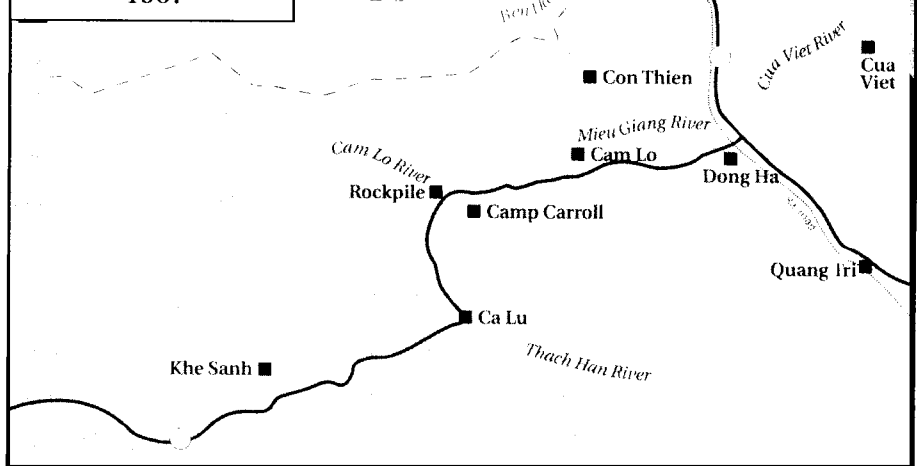 Con Thien
Cua Viet River
Cua
Viet
Mieu Giang River
Cam Lo River
Cam Lo
Dong Ha
Rockpile
Camp Carroll
Quang Tri
Ca Lu
Thach Han River
Khe Sanh